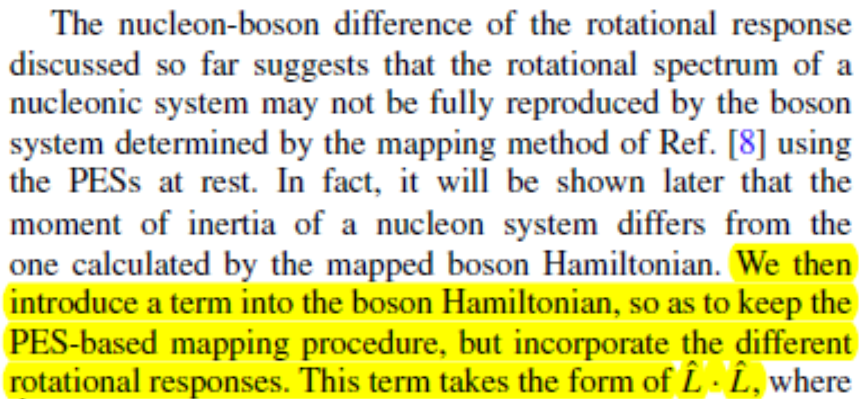 The nucleon-boson difference of the rotational response
discussed so far suggests that the rotational spectrum of a
nucleonic system may not be fully reproduced by the boson
system determined by the mapping method of Ref. [8] using
the PESs at rest. In fact, it will be shown later that the
moment of inertia of a nucleon system differs from the
one calculated by the mapped boson Hamiltonian. We then
introduce a term into the boson Hamiltonian, so as to keep the
PES-based mapping procedure, but incorporate the different
rotational responses. This term takes the form of L̂ · L̂, where